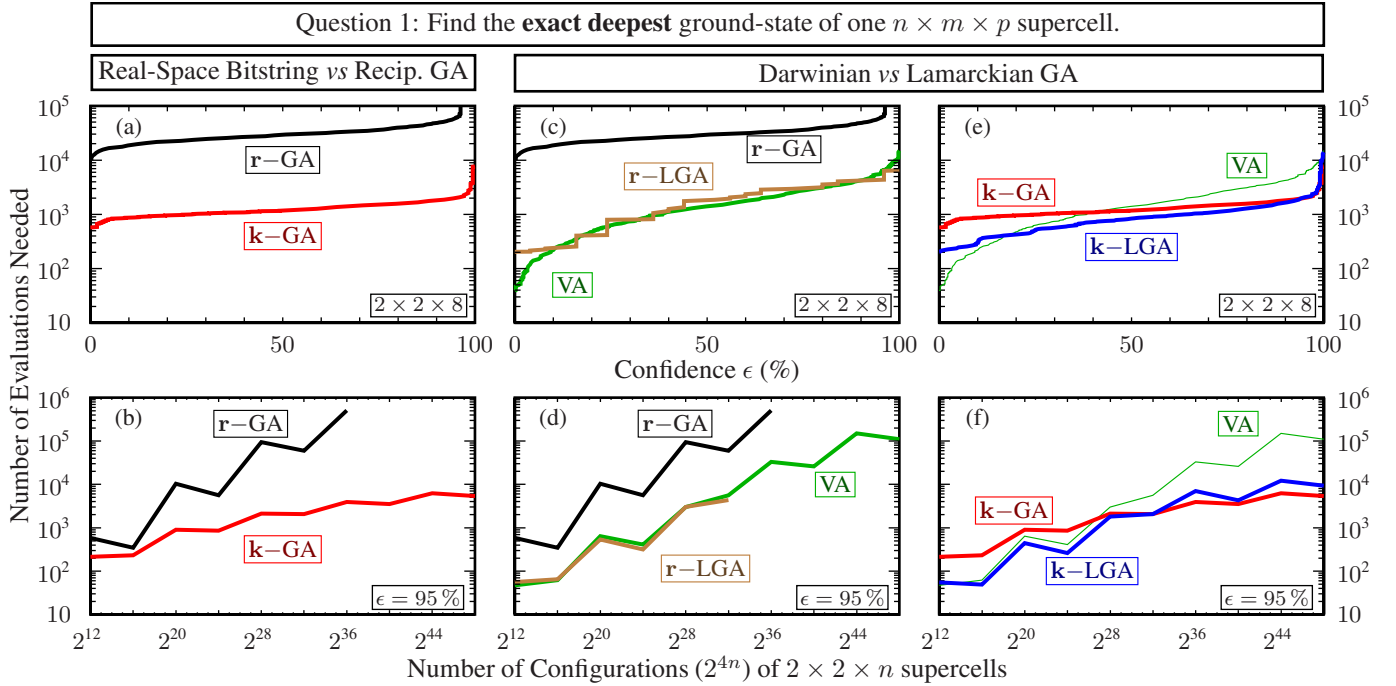 Question 1: Find the exact deepest ground-state of one n × m × p supercell.
Real-Space Bitstring vs Recip. GA
Darwinian vs Lamarckian GA
Number of Evaluations Needed
10^5
10^4
10^3
10^2
10
(a)
r−GA
k−GA
2 × 2 × 8
0
50
100
(c)
r−GA
r−LGA
VA
2 × 2 × 8
0
50
100
(e)
VA
k−GA
k−LGA
2 × 2 × 8
0
50
100
10^5
10^4
10^3
10^2
10
Confidence ϵ (%)
10^6
10^5
10^4
10^3
10^2
10
(b)
r−GA
k−GA
ϵ = 95 %
2^12
2^20
2^28
2^36
2^44
(d)
r−GA
VA
r−LGA
ϵ = 95 %
2^12
2^20
2^28
2^36
2^44
(f)
VA
k−GA
k−LGA
ϵ = 95 %
2^12
2^20
2^28
2^36
2^44
10^6
10^5
10^4
10^3
10^2
10
Number of Configurations (2^{4n}) of 2 × 2 × n supercells